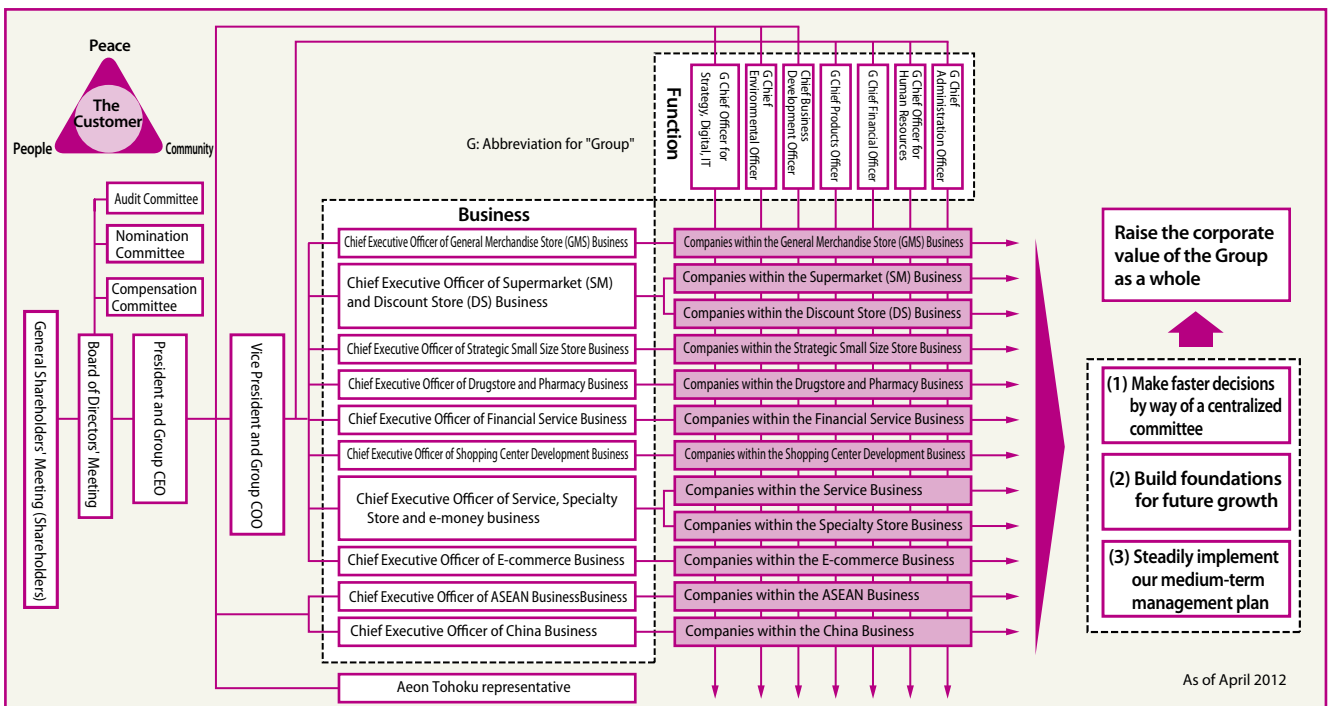 Peace
The
Customer
People
Community
G: Abbreviation for "Group"
Function
G Chief Officer for
Strategy, Digital, IT
G Chief
Environmental Officer
Chief Business
Development Officer
G Chief Products Officer
G Chief Financial Officer
G Chief Officer for
Human Resources
G Chief
Administration Officer
Audit Committee
Nomination
Committee
Compensation
Committee
General Shareholders' Meeting (Shareholders)
Board of Directors' Meeting
President and Group CEO
Vice President and Group COO
Business
Chief Executive Officer of General Merchandise Store (GMS) Business
Chief Executive Officer of Supermarket (SM)
and Discount Store (DS) Business
Chief Executive Officer of Strategic Small Size Store Business
Chief Executive Officer of Drugstore and Pharmacy Business
Chief Executive Officer of Financial Service Business
Chief Executive Officer of Shopping Center Development Business
Chief Executive Officer of Service, Specialty
Store and e-money business
Chief Executive Officer of E-commerce Business
Chief Executive Officer of ASEAN BusinessBusiness
Chief Executive Officer of China Business
Aeon Tohoku representative
Companies within the General Merchandise Store (GMS) Business
Companies within the Supermarket (SM) Business
Companies within the Discount Store (DS) Business
Companies within the Strategic Small Size Store Business
Companies within the Drugstore and Pharmacy Business
Companies within the Financial Service Business
Companies within the Shopping Center Development Business
Companies within the Service Business
Companies within the Specialty Store Business
Companies within the E-commerce Business
Companies within the ASEAN Business
Companies within the China Business
Raise the corporate
value of the Group
as a whole
(1) Make faster decisions
by way of a centralized
committee
(2) Build foundations
for future growth
(3) Steadily implement
our medium-term
management plan
As of April 2012